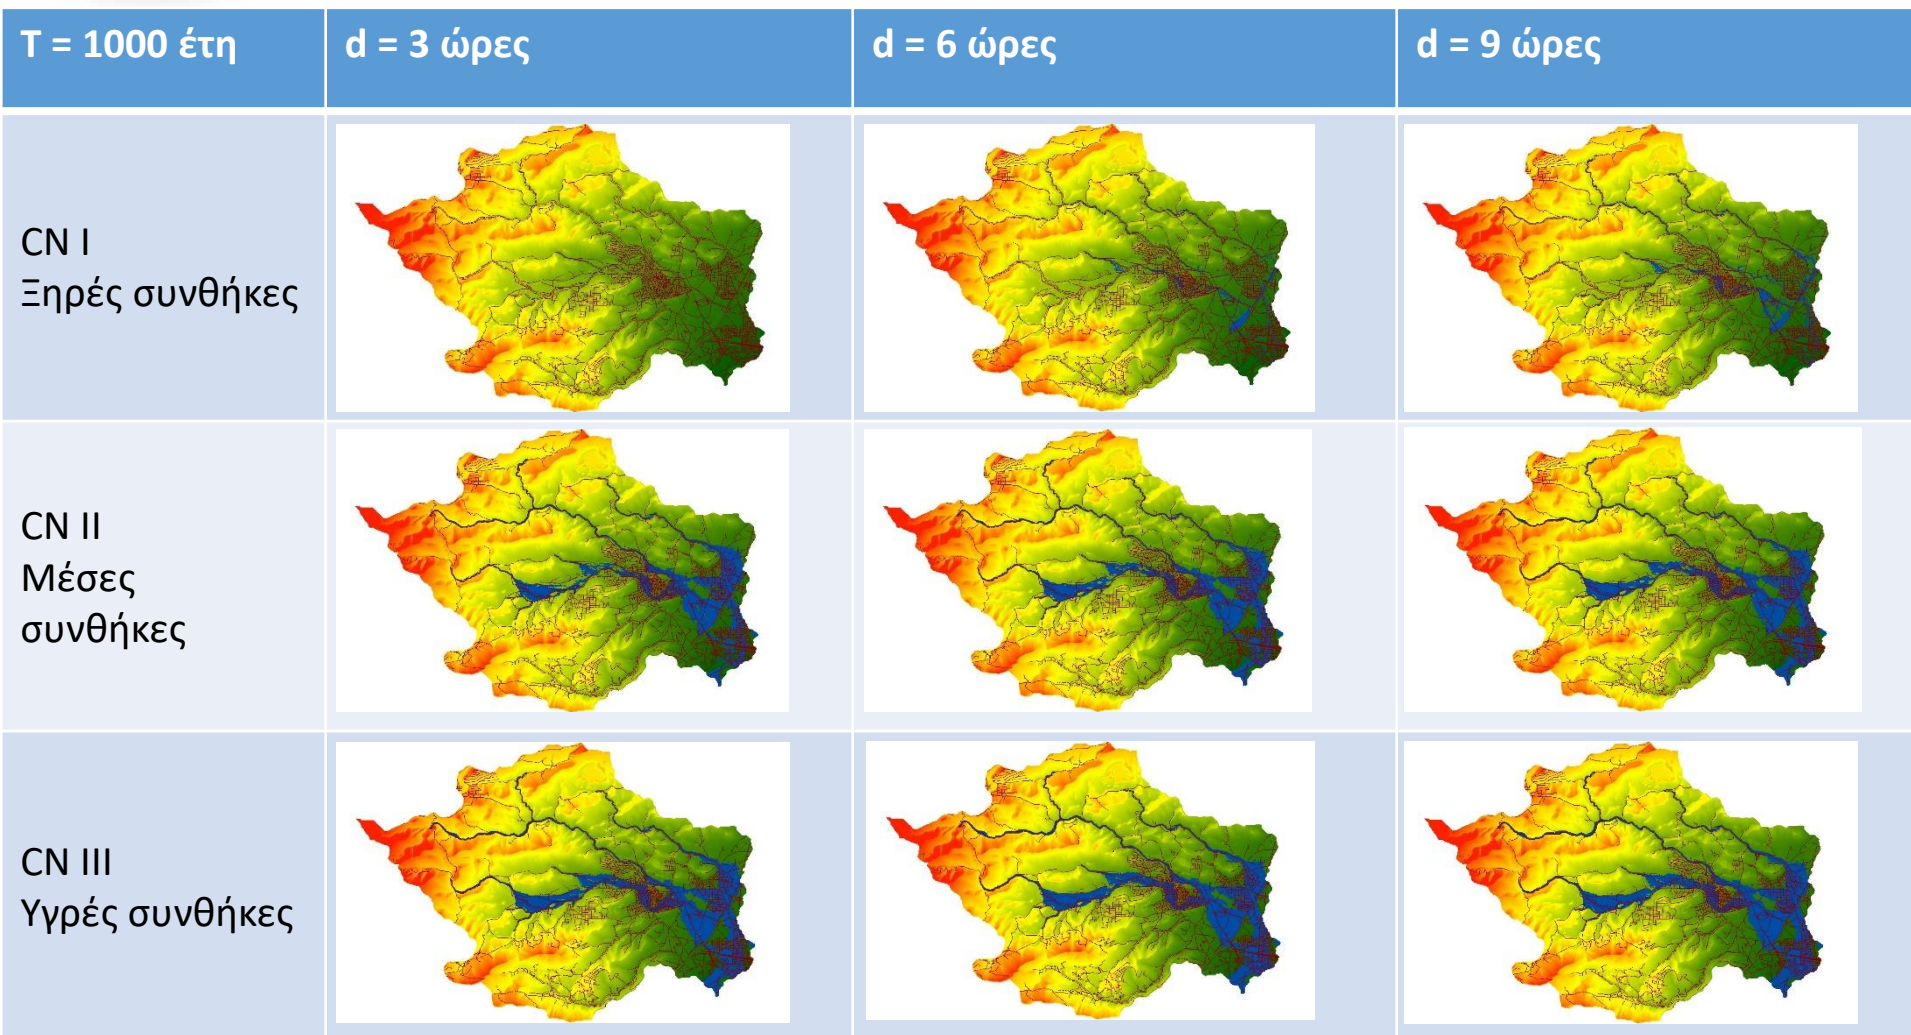 T = 1000 έτη
d = 3 ώρες
d = 6 ώρες
d = 9 ώρες
CN I
Ξηρές συνθήκες
CN II
Μέσες
συνθήκες
CN III
Υγρές συνθήκες